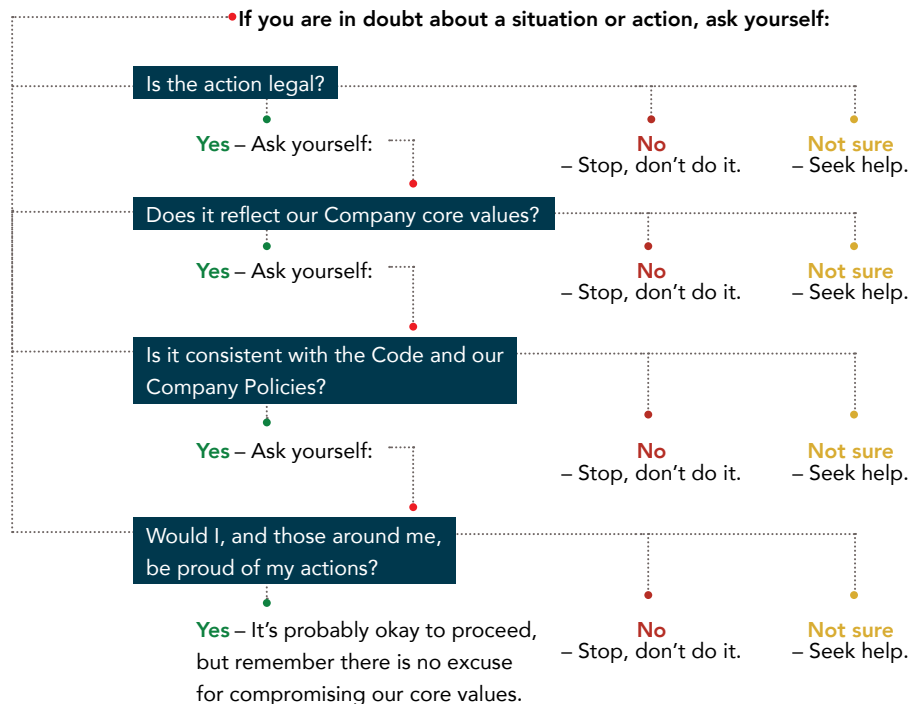 If you are in doubt about a situation or action, ask yourself:
Is the action legal?
Yes – Ask yourself:
No
– Stop, don’t do it.
Not sure
– Seek help.
Does it reflect our Company core values?
Yes – Ask yourself:
No
– Stop, don’t do it.
Not sure
– Seek help.
Is it consistent with the Code and our
Company Policies?
Yes – Ask yourself:
No
– Stop, don’t do it.
Not sure
– Seek help.
Would I, and those around me,
be proud of my actions?
Yes – It’s probably okay to proceed,
but remember there is no excuse
for compromising our core values.
No
– Stop, don’t do it.
Not sure
– Seek help.